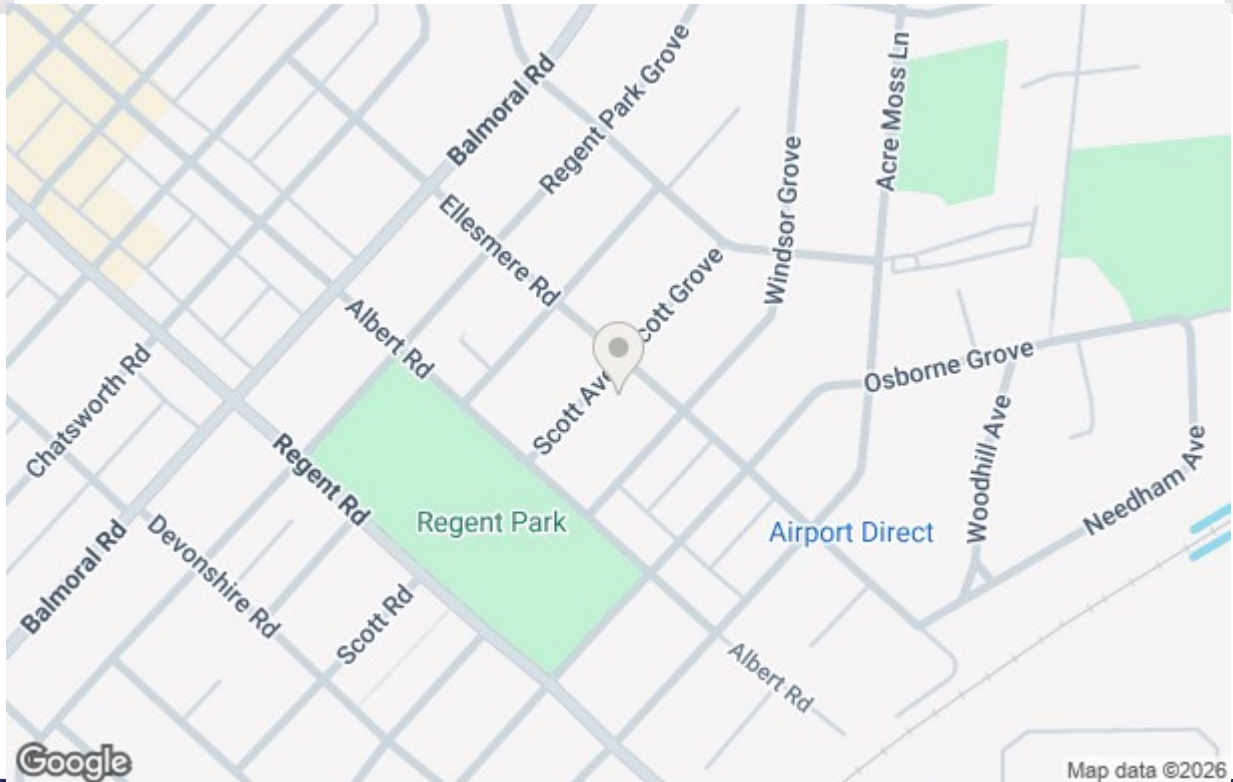 Balmoral Rd
Regent Park Grove
Acre Moss Ln
Ellesmere Rd
Windsor Grove
Scott Grove
Albert Rd
Scott Ave
Osborne Grove
Chatsworth Rd
Regent Rd
Woodhill Ave
Needham Ave
Regent Park
Airport Direct
Balmoral Rd
Devonshire Rd
Scott Rd
Albert Rd
Google
Map data ©2026